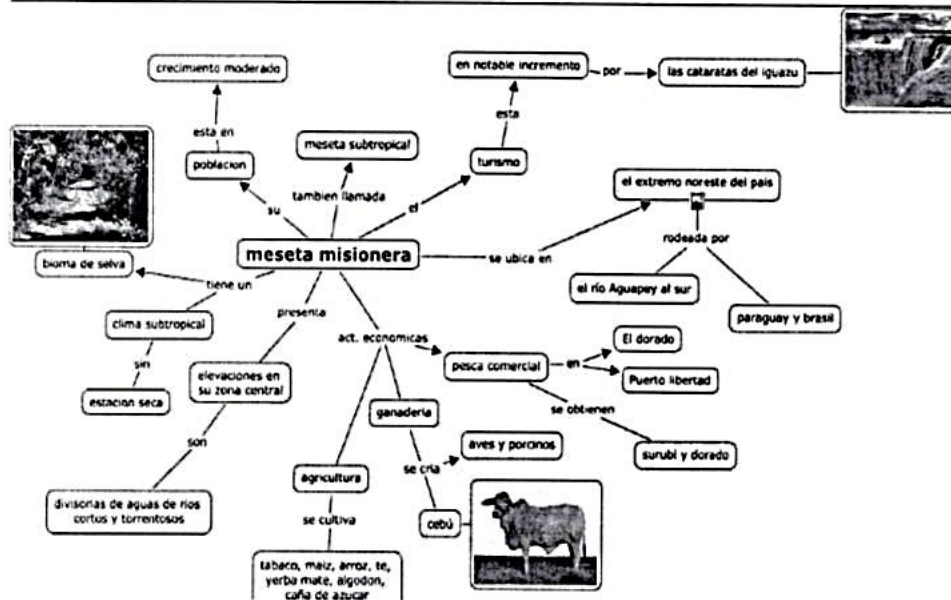 crecimiento moderado
en notable incremento
por
las cataratas del iguazu
esta en
esta
meseta subtropical
poblacion
turismo
el extremo noreste del pais
tambien llamada
su
el
rodeada por
meseta misionera
se ubica en
bioma de selva
tiene un
el río Aguapey al sur
presenta
clima subtropical
paraguay y brasil
act. economicas
El dorado
sin
pesca comercial
en
elevaciones en
su zona central
Puerto libertad
estacion seca
ganaderia
se obtienen
son
aves y porcinos
surubi y dorado
se cria
agricultura
divisorias de aguas de rios
cortos y torrentosos
se cultiva
cebú
tabaco, maiz, arroz, te,
yerba mate, algodon,
caña de azucar